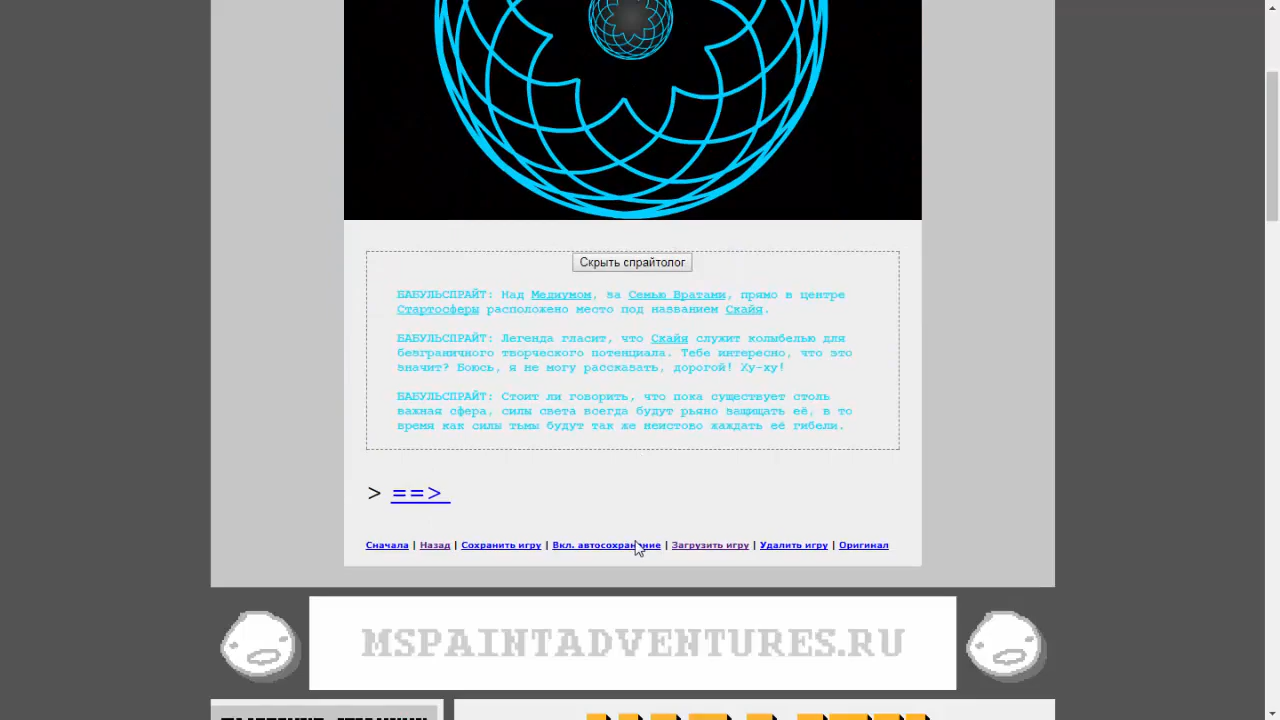 Скрыть спрайтолог
БАБУЛЬСПРАЙТ: Над Медиумом, за Семью Вратами, прямо в центре
Стартосферы расположено место под названием Скайя.
БАБУЛЬСПРАЙТ: Легенда гласит, что Скайя служит колыбелью для
безграничного творческого потенциала. Тебе интересно, что это
значит? Боюсь, я не могу рассказать, дорогой! Ху-ху!
БАБУЛЬСПРАЙТ: Стоит ли говорить, что пока существует столь
важная сфера, силы света всегда будут рьяно защищать её, в то
время как силы тьмы будут так же неистово жаждать её гибели.
> ==>
Сначала | Назад | Сохранить игру | Вкл. автосохранение | Загрузить игру | Удалить игру | Оригинал
MSPAINTADVENTURES.RU